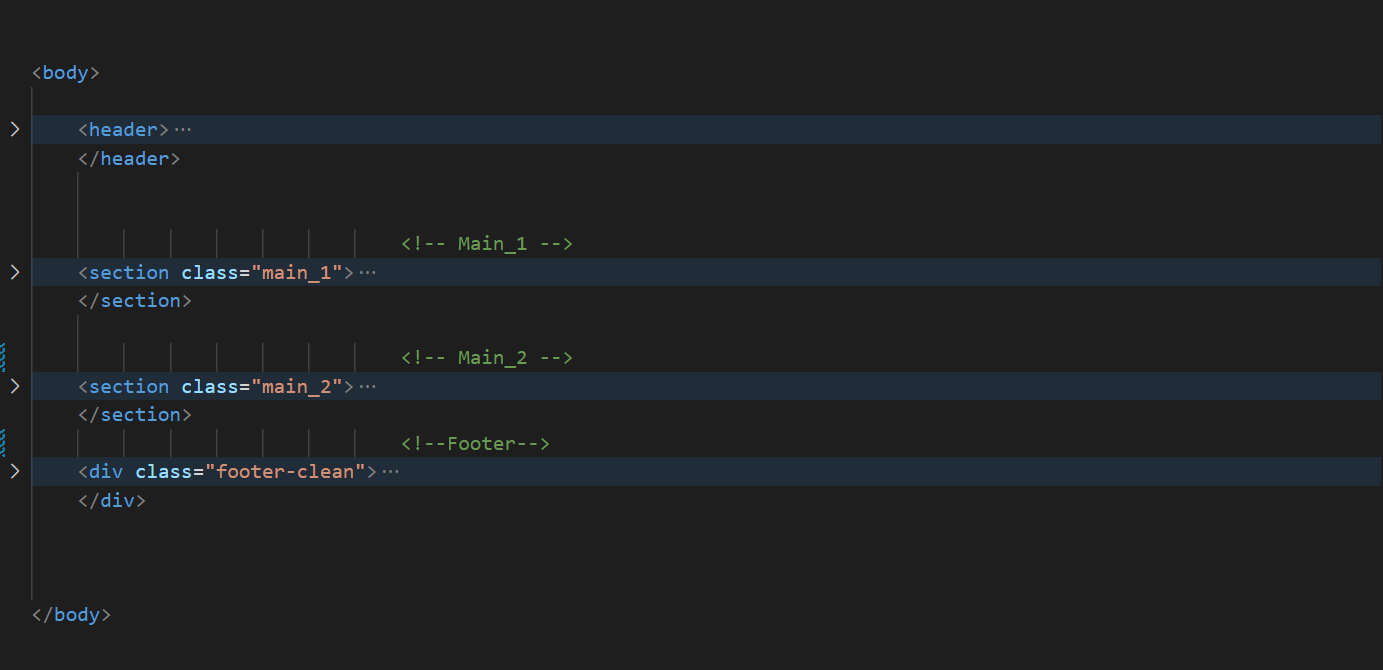 <body>
<header>···
</header>
<!-- Main_1 -->
<section class="main_1">···
</section>
<!-- Main_2 -->
<section class="main_2">···
</section>
<!--Footer-->
<div class="footer-clean">···
</div>
</body>